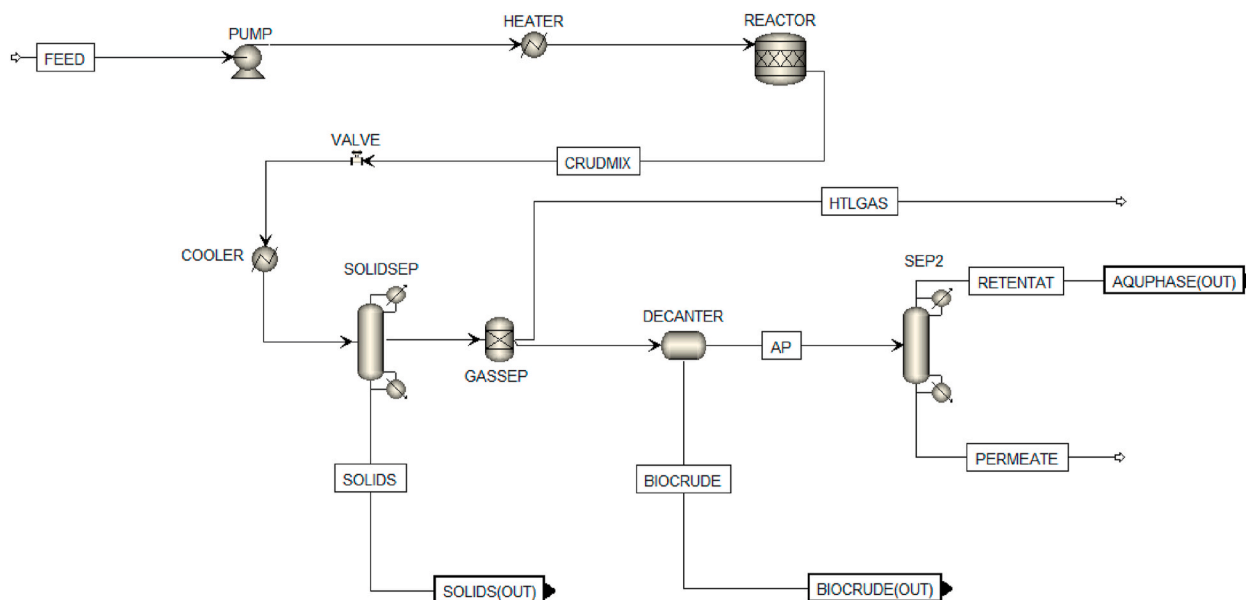 PUMP
HEATER
REACTOR
FEED
VALVE
CRUDMIX
HTLGAS
COOLER
SOLIDSEP
SEP2
RETENTAT
AQUPHASE(OUT)
DECANTER
AP
GASSEP
PERMEATE
SOLIDS
BIOCRUDE
SOLIDS(OUT)
BIOCRUDE(OUT)